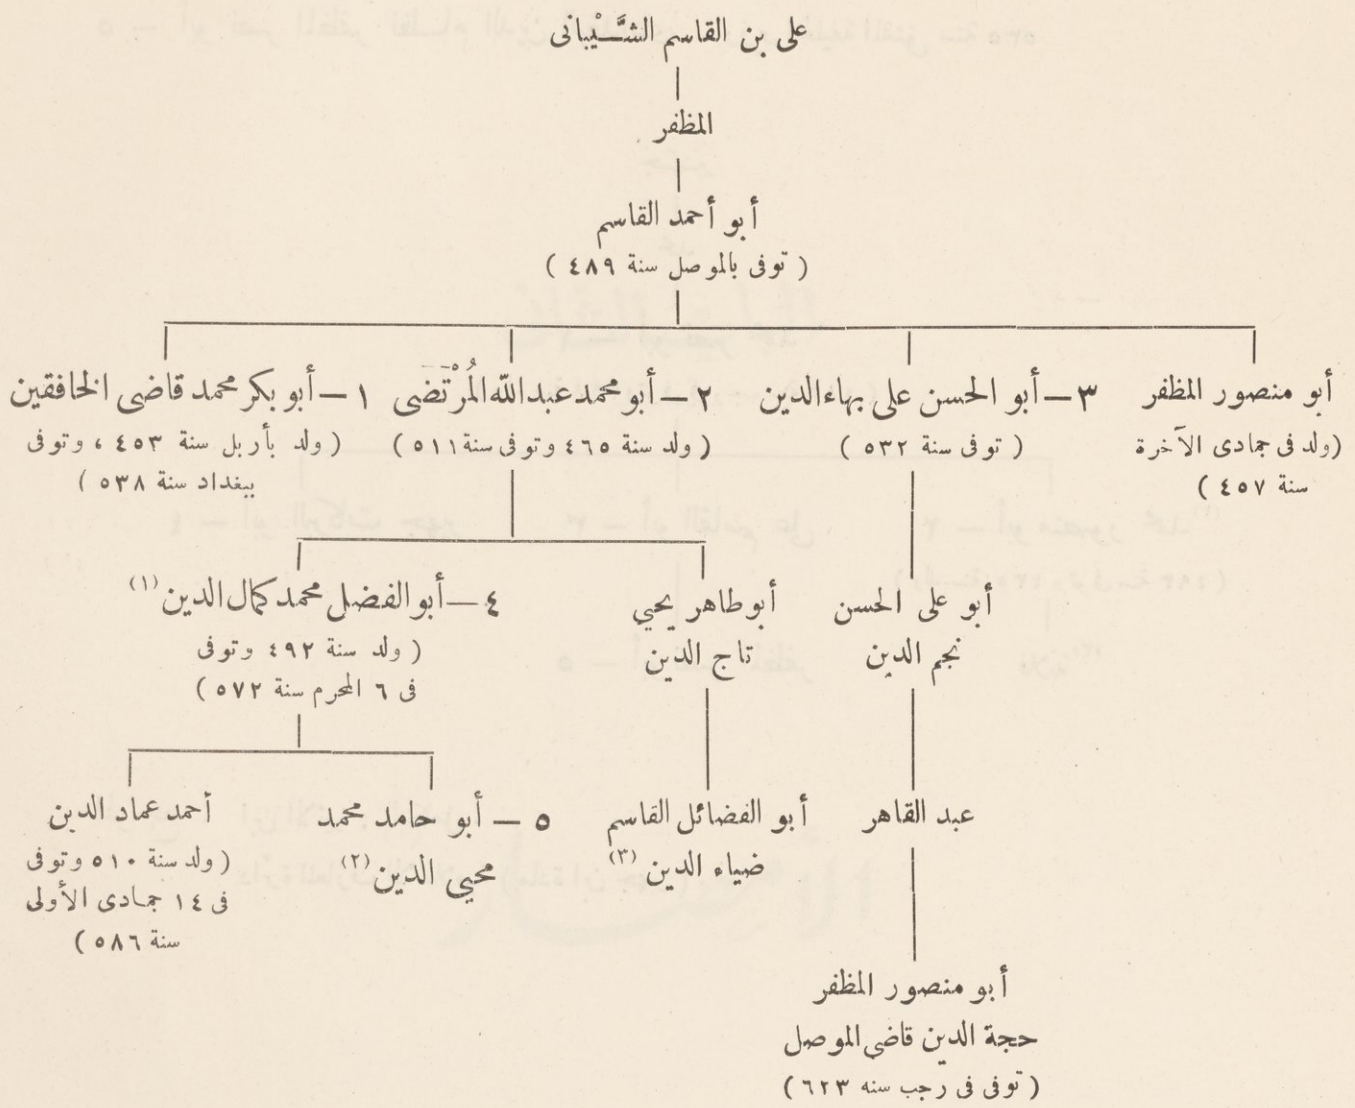 على بن القاسم الشَّيْبانى
المظفر
أبو أحمد القاسم
( توفى بالموصل سنة ٤٨٩ )
أبو منصور المظفر
(ولد فى جمادى الآخرة
سنة ٤٥٧ )
٣ – أبو الحسن على بهاء الدين
( توفى سنة ٥٣٢ )
٢ – أبو محمد عبد الله المُرْتَضى
( ولد سنة ٤٦٥ وتوفى سنة ٥١١ )
١ – أبو بكر محمد قاضى الخافقين
( ولد بأربل سنة ٤٥٣ ، وتوفى
ببغداد سنة ٥٣٨ )
أبو على الحسن
نجم الدين
أبو طاهر يحيي
تاج الدين
٤ – أبو الفضل محمد كمال الدين (١)
( ولد سنة ٤٩٢ وتوفى
فى ٦ المحرم سنة ٥٧٢ )
عبد القاهر
أبو الفضائل القاسم
ضياء الدين (٣)
٥ – أبو حامد محمد
محيي الدين (٢)
أحمد عماد الدين
( ولد سنة ٥١٠ وتوفى
فى ١٤ جمادى الأولى
سنة ٥٨٦ )
أبو منصور المظفر
حجة الدين قاضى الموصل
( توفى فى رجب سنه ٦٢٣ )